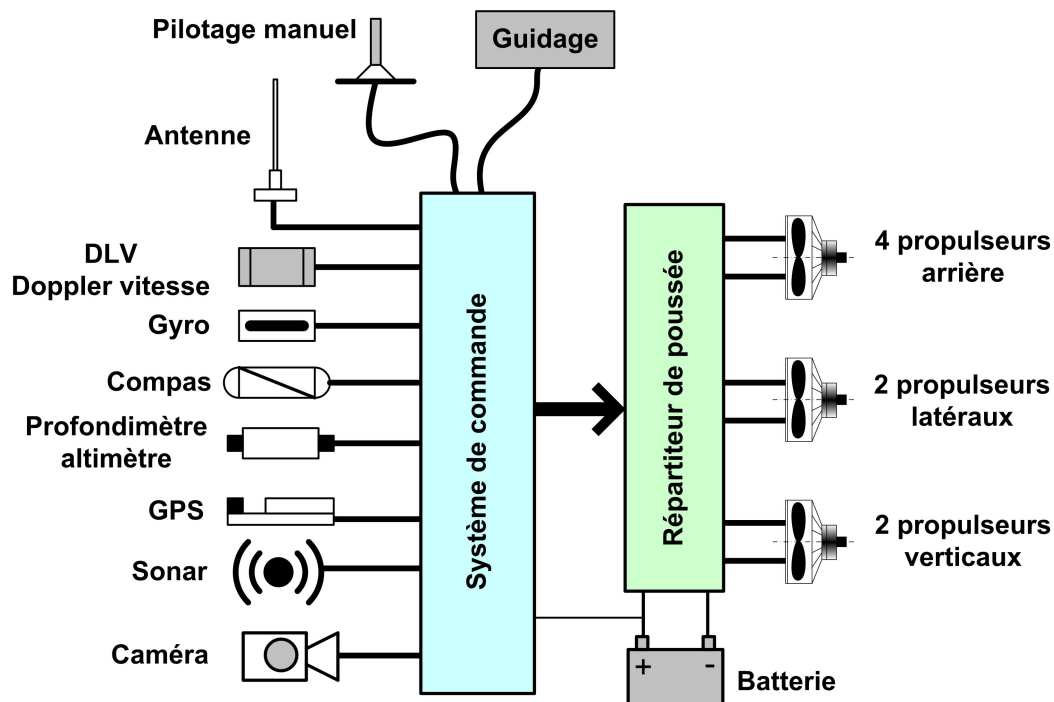 Pilotage manuel
Guidage
Antenne
DLV
Doppler vitesse
Gyro
Compas
Profondimètre
altimètre
GPS
Sonar
Caméra
Système de commande
Répartiteur de poussée
4 propulseurs
arrière
2 propulseurs
latéraux
2 propulseurs
verticaux
+ -
Batterie